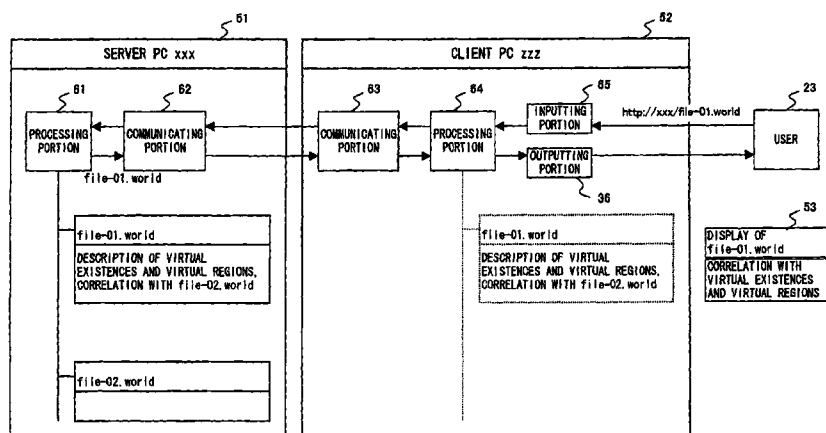 51
52
SERVER PC xxx
CLIENT PC zzz
61
62
63
64
65
23
http://xxx/file-01.world
PROCESSING
PORTION
COMMUNICATING
PORTION
COMMUNICATING
PORTION
PROCESSING
PORTION
INPUTTING
PORTION
USER
file-01.world
OUTPUTTING
PORTION
36
53
file-01.world
DESCRIPTION OF VIRTUAL
EXISTENCES AND VIRTUAL REGIONS,
CORRELATION WITH file-02.world
file-01.world
DESCRIPTION OF VIRTUAL
EXISTENCES AND VIRTUAL REGIONS,
CORRELATION WITH file-02.world
DISPLAY OF
file-01.world
CORRELATION WITH
VIRTUAL EXISTENCES
AND VIRTUAL REGIONS
file-02.world